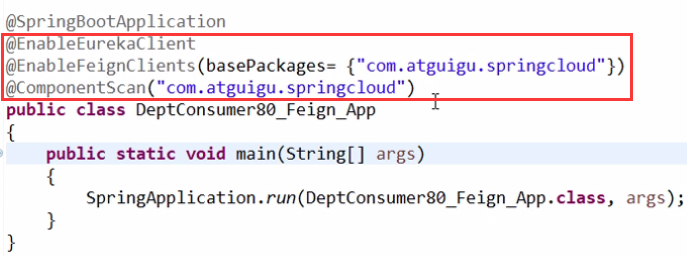 @SpringBootApplication
@EnableEurekaClient
@EnableFeignClients(basePackages= {"com.atguigu.springcloud"})
@ComponentScan("com.atguigu.springcloud")
public class DeptConsumer80_Feign_App
{
    public static void main(String[] args)
    {
        SpringApplication.run(DeptConsumer80_Feign_App.class, args);
    }
}